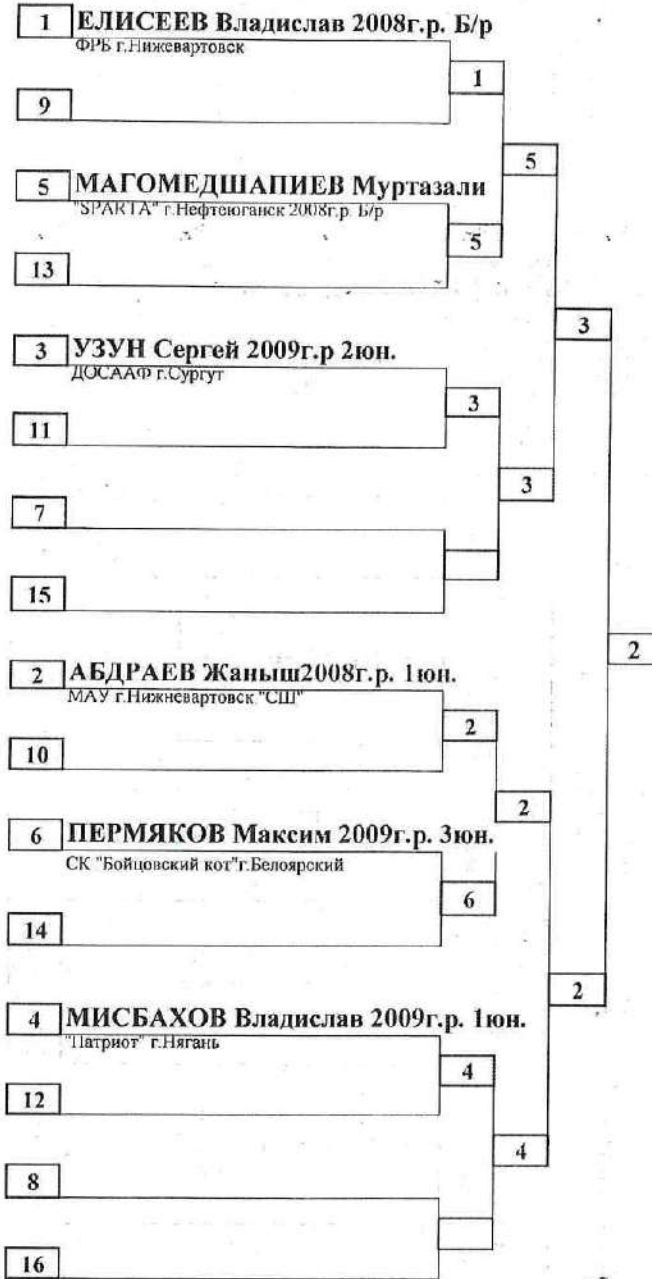 1 ЕЛИСЕЕВ Владислав 2008г.р. Б/р
ФРБ г.Нижевартовск
1
9
5
5 МАГОМЕДШАПИЕВ Муртазали
"SPARTA" г.Нефтеюганск 2008г.р. Б/р
5
13
3
3 УЗУН Сергей 2009г.р 2юн.
ДОСААФ г.Сургут
3
11
3
7
15
2
2 АБДРАЕВ Жаныш2008г.р. 1юн.
МАУ г.Нижневартовск "СШ"
2
10
2
6 ПЕРМЯКОВ Максим 2009г.р. 3юн.
СК "Бойцовский кот"г.Белоярский
6
14
2
4 МИСБАХОВ Владислав 2009г.р. 1юн.
"Патриот" г.Нягань
4
12
4
8
16